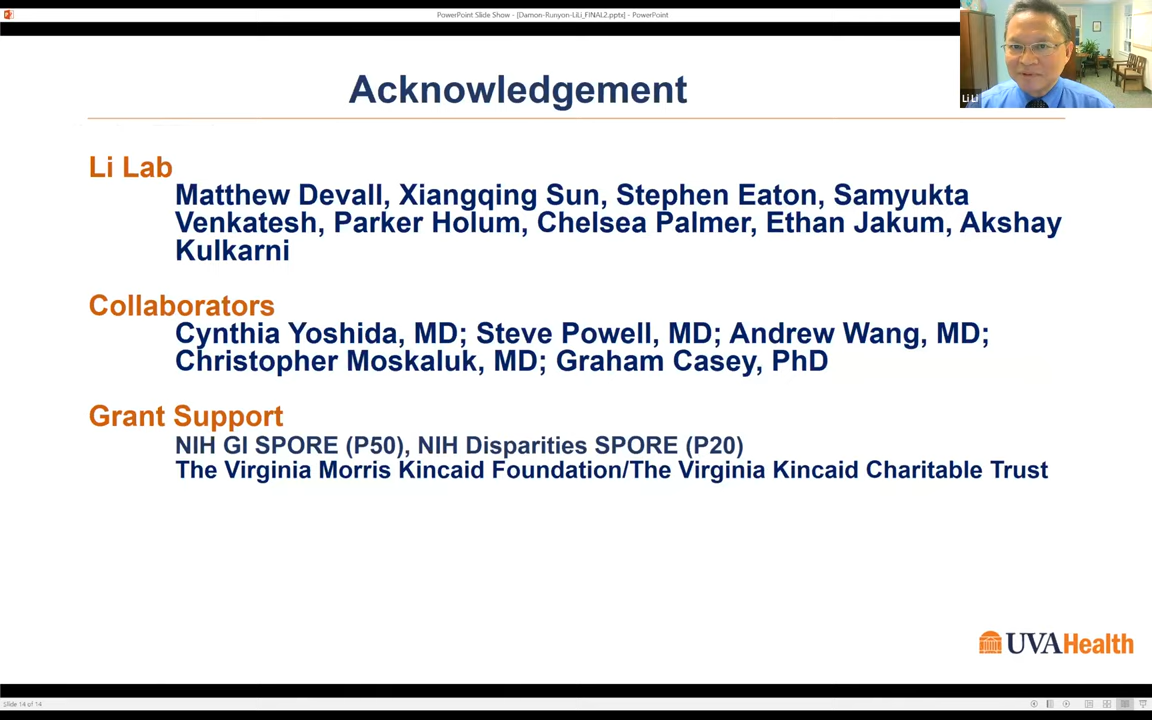 PowerPoint Slide Show - [Damon-Runyon-LiLi_FINAL2.pptx] - PowerPoint
Acknowledgement
Li Li
Li Lab
Matthew Devall, Xiangqing Sun, Stephen Eaton, Samyukta
Venkatesh, Parker Holum, Chelsea Palmer, Ethan Jakum, Akshay
Kulkarni
Collaborators
Cynthia Yoshida, MD; Steve Powell, MD; Andrew Wang, MD;
Christopher Moskaluk, MD; Graham Casey, PhD
Grant Support
NIH GI SPORE (P50), NIH Disparities SPORE (P20)
The Virginia Morris Kincaid Foundation/The Virginia Kincaid Charitable Trust
UVAHealth
Slide 14 of 14